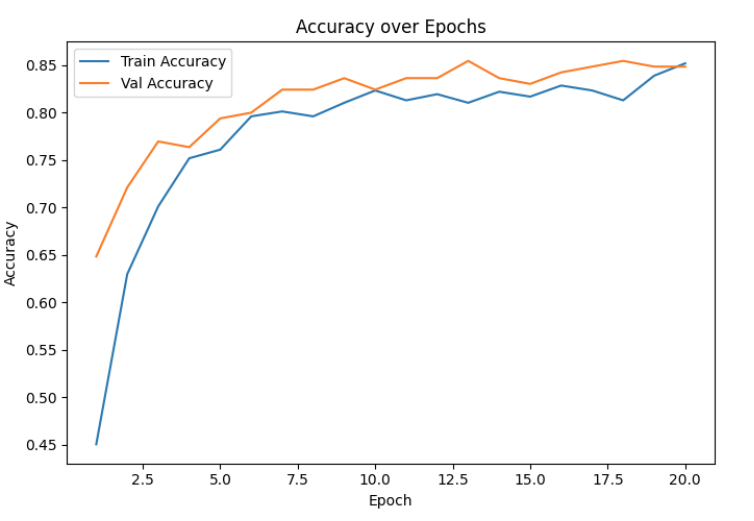 Accuracy over Epochs
Train Accuracy
Val Accuracy
0.85
0.80
0.75
0.70
0.65
0.60
0.55
0.50
0.45
Accuracy
2.5 5.0 7.5 10.0 12.5 15.0 17.5 20.0
Epoch